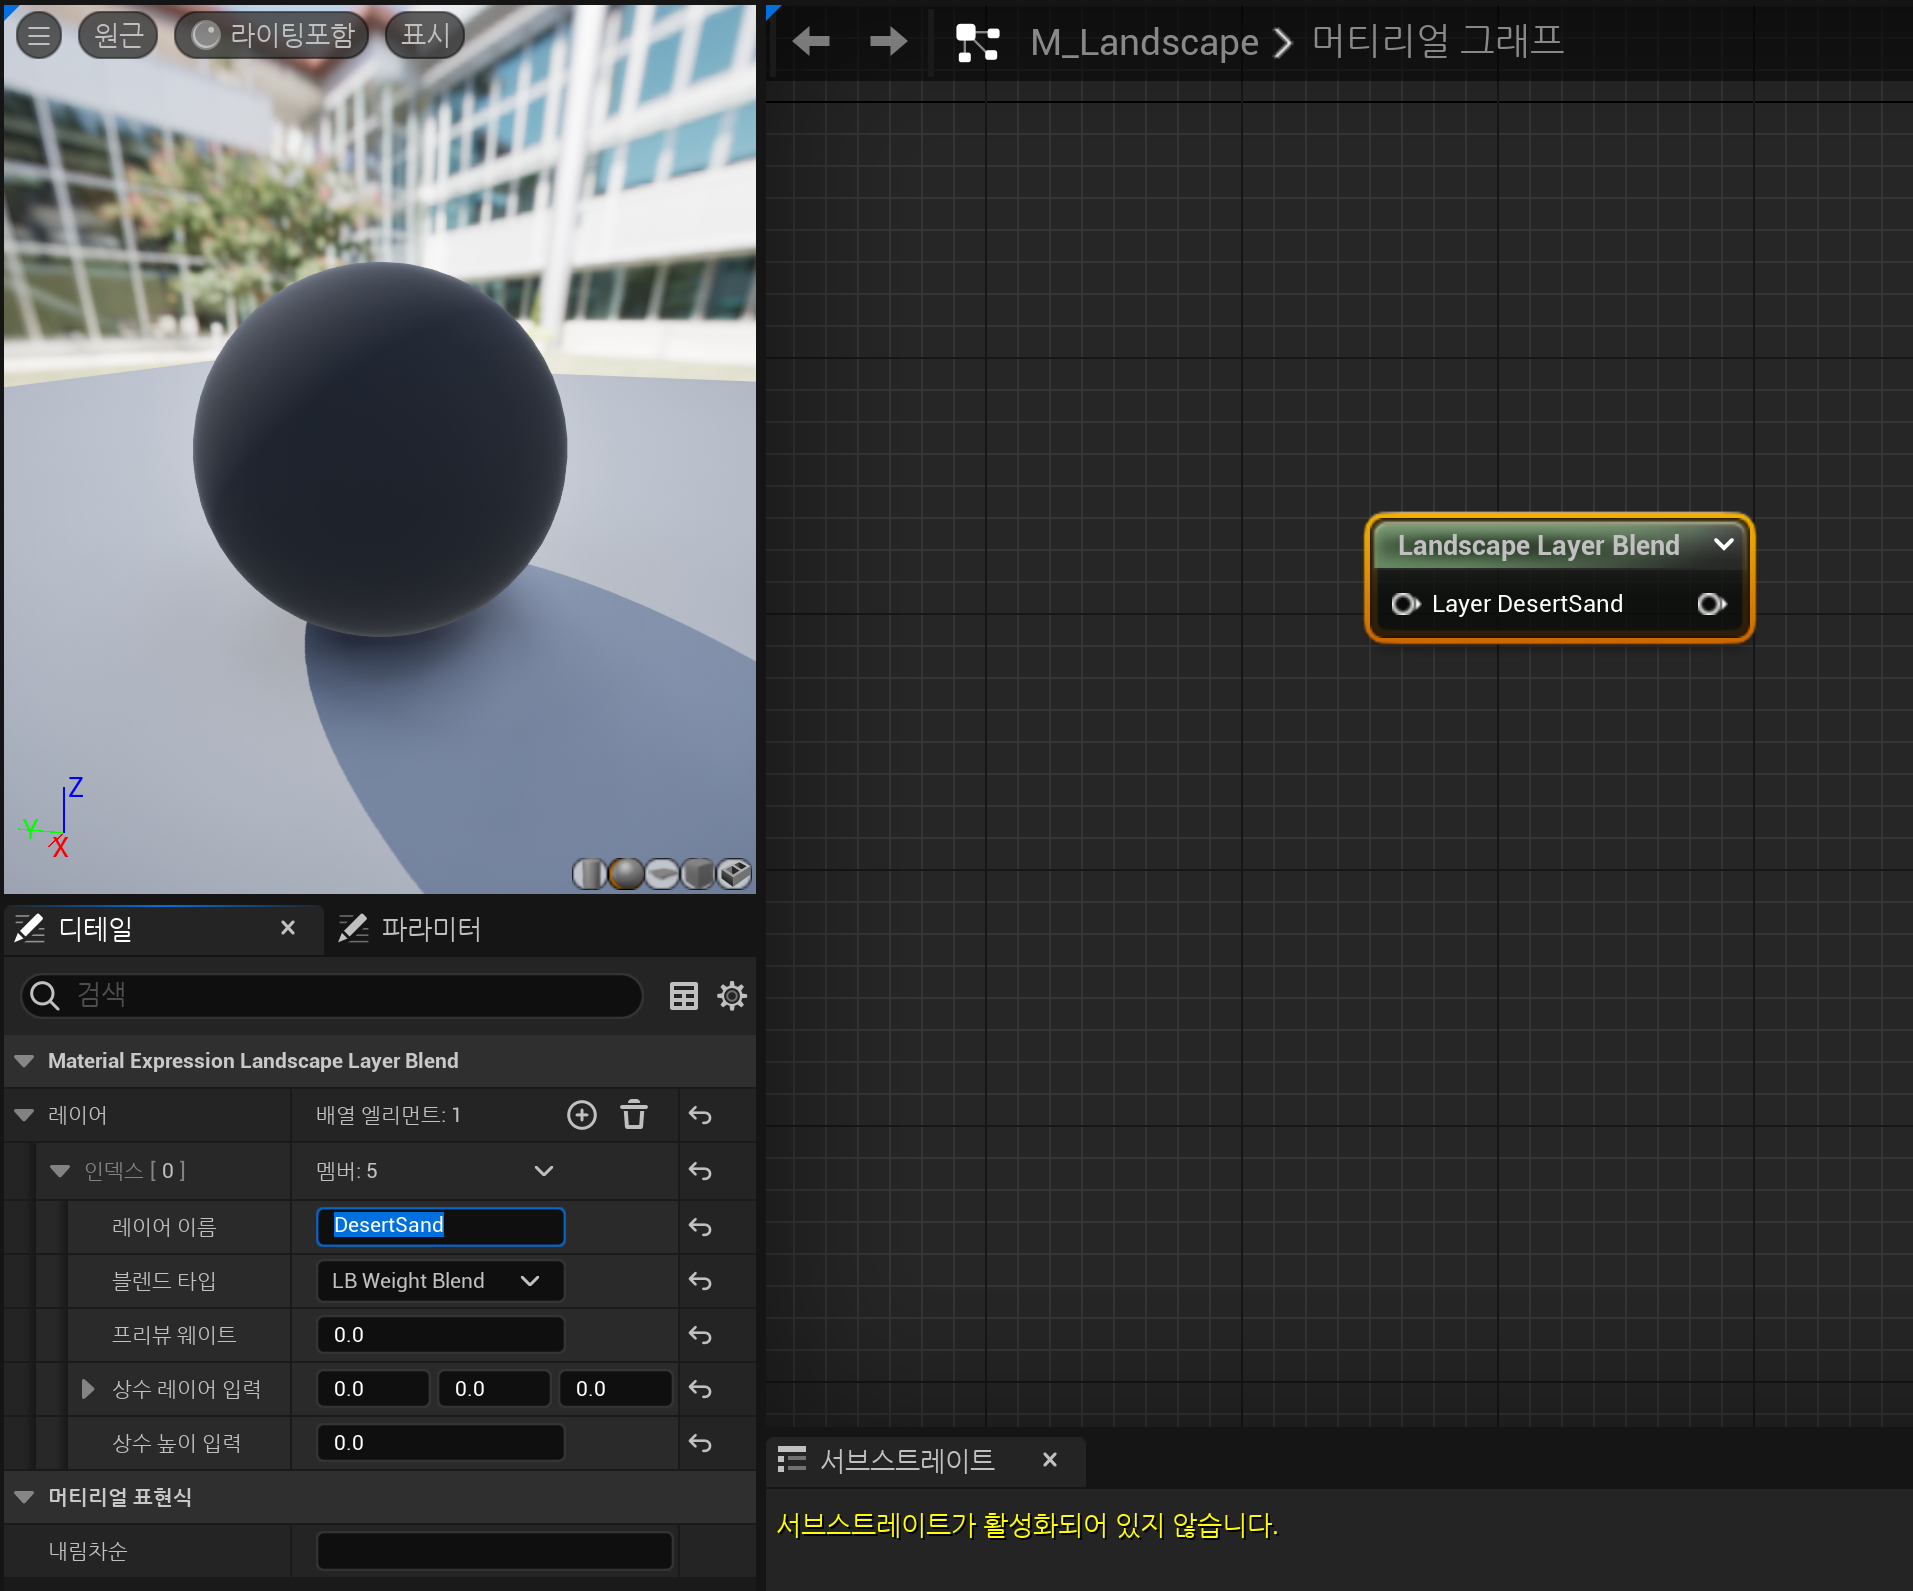 원근
라이팅포함
표시
M_Landscape
머티리얼 그래프
Landscape Layer Blend
Layer DesertSand
Z
Y
X
디테일
파라미터
검색
Material Expression Landscape Layer Blend
레이어
배열 엘리먼트: 1
인덱스 [ 0 ]
멤버: 5
레이어 이름
DesertSand
블렌드 타입
LB Weight Blend
프리뷰 웨이트
0.0
상수 레이어 입력
0.0
0.0
0.0
상수 높이 입력
0.0
머티리얼 표현식
내림차순
서브스트레이트
서브스트레이트가 활성화되어 있지 않습니다.